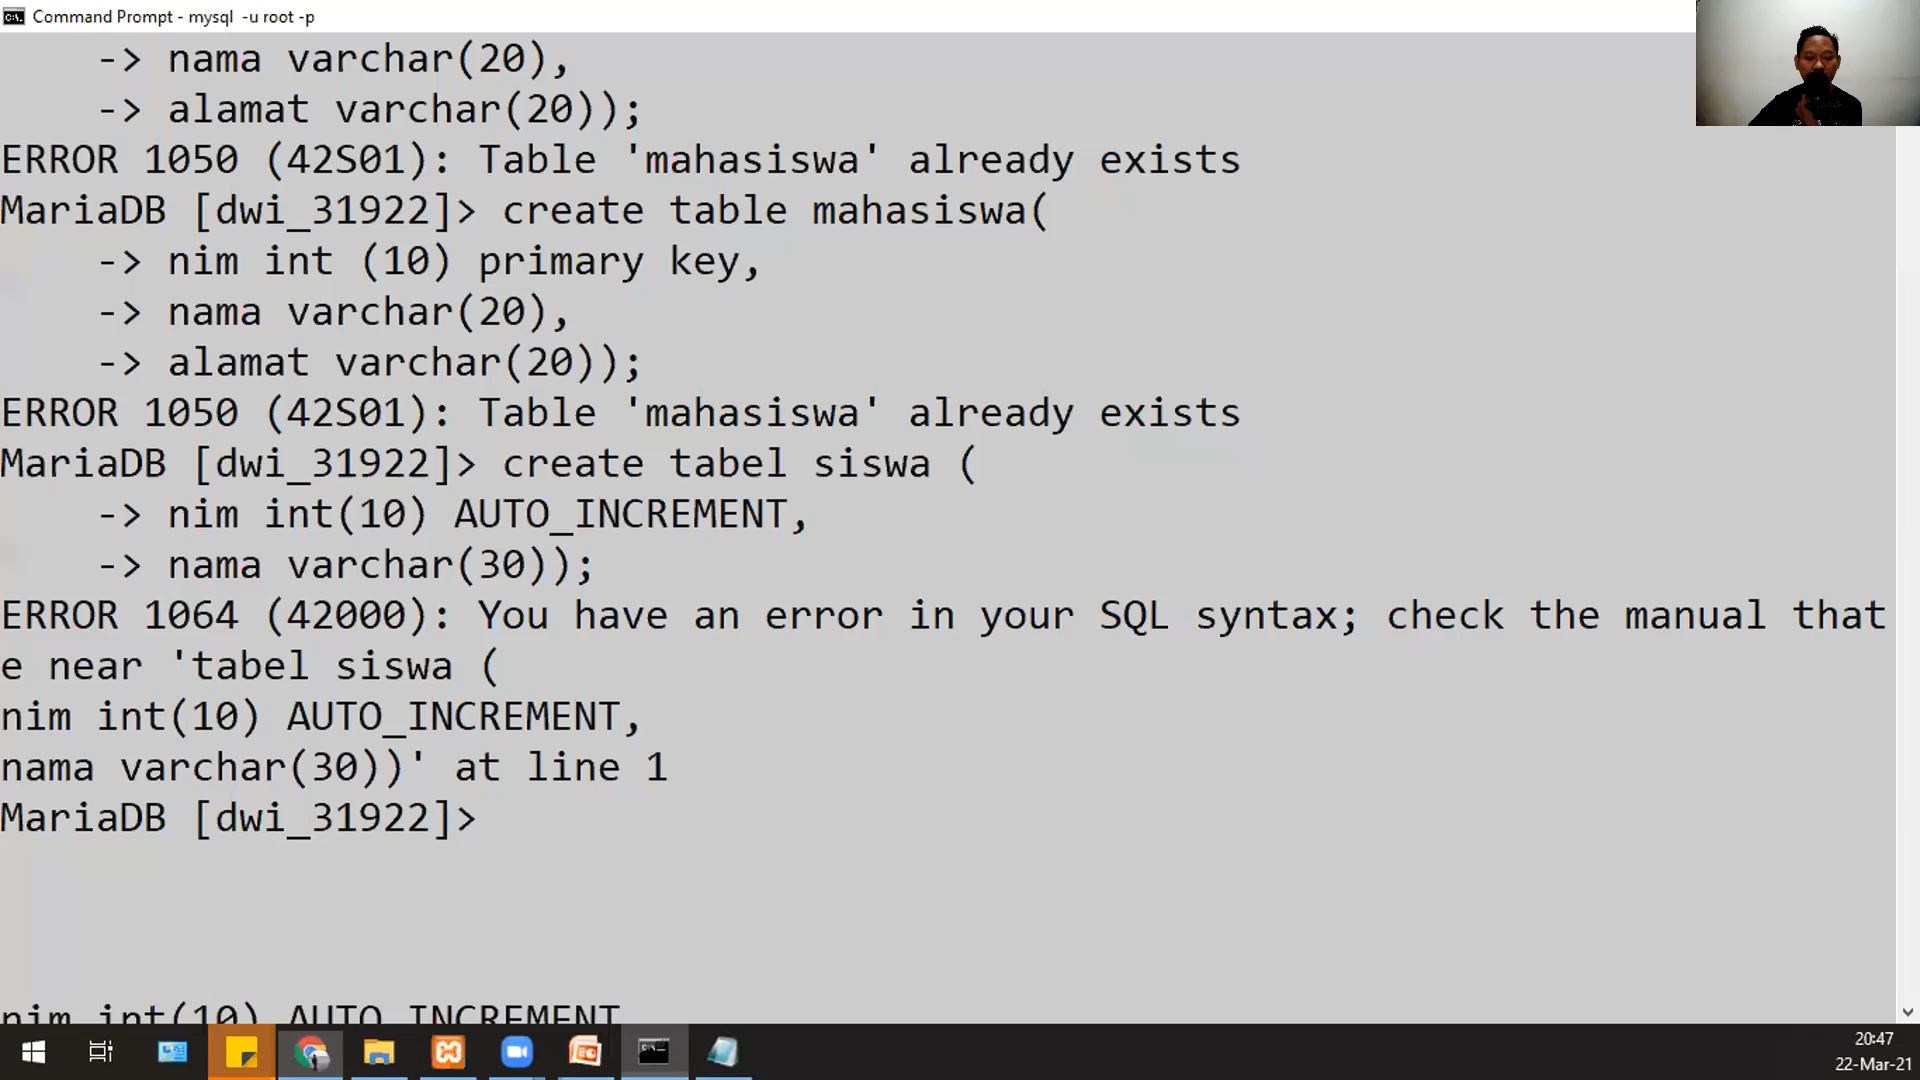 Command Prompt - mysql  -u root -p
-> nama varchar(20),
-> alamat varchar(20));
ERROR 1050 (42S01): Table 'mahasiswa' already exists
MariaDB [dwi_31922]> create table mahasiswa(
-> nim int (10) primary key,
-> nama varchar(20),
-> alamat varchar(20));
ERROR 1050 (42S01): Table 'mahasiswa' already exists
MariaDB [dwi_31922]> create tabel siswa (
-> nim int(10) AUTO_INCREMENT,
-> nama varchar(30));
ERROR 1064 (42000): You have an error in your SQL syntax; check the manual that
e near 'tabel siswa (
nim int(10) AUTO_INCREMENT,
nama varchar(30))' at line 1
MariaDB [dwi_31922]>
nim int(10) AUTO_INCREMENT
20:47
22-Mar-21